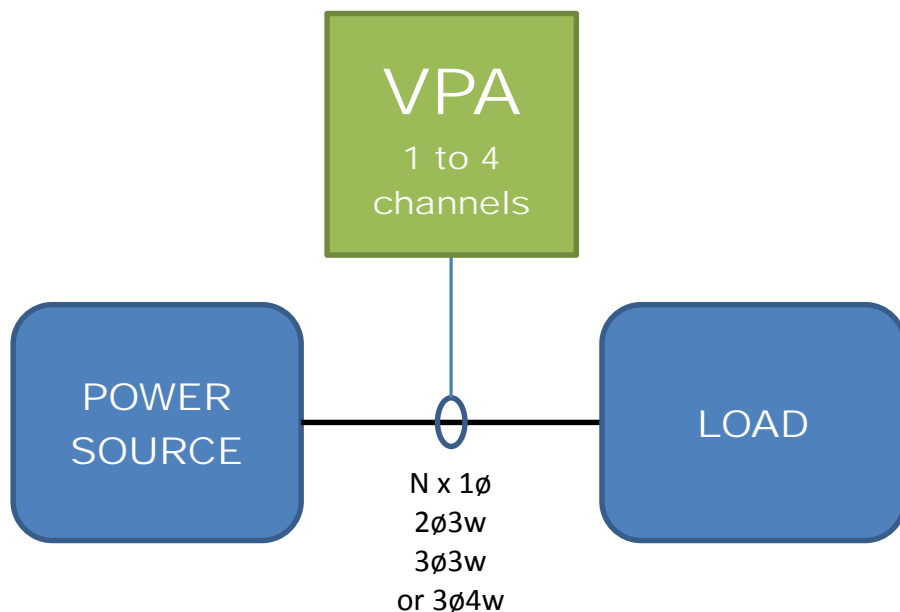 VPA
1 to 4
channels
POWER
SOURCE
LOAD
N x 1ø
2ø3w
3ø3w
or 3ø4w